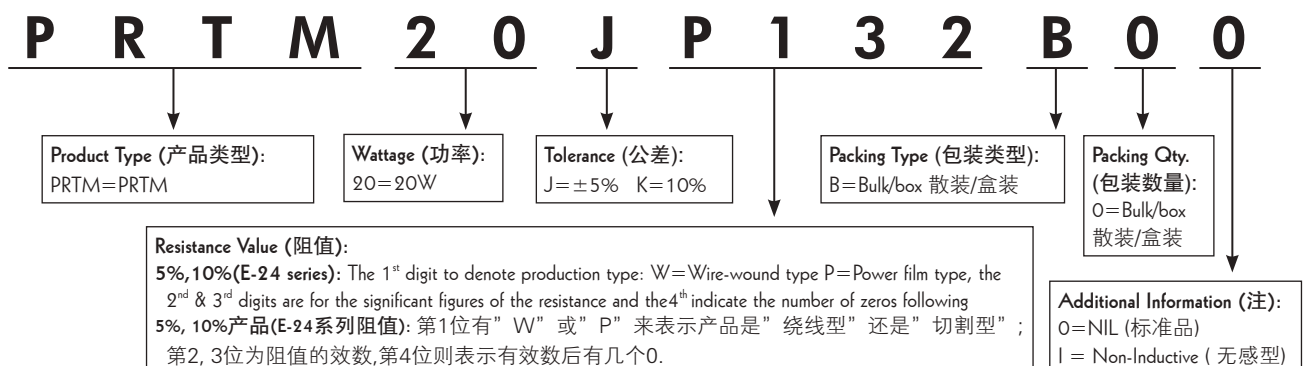 P R T M 2 0 J P 1 3 2 B 0 0
Product Type (产品类型):
PRTM=PRTM
Wattage (功率):
20=20W
Tolerance (公差):
J=±5% K=10%
Packing Type (包装类型):
B=Bulk/box 散装/盒装
Packing Qty.
(包装数量):
0=Bulk/box
散装/盒装
Resistance Value (阻值):
5%,10%(E-24 series): The 1st digit to denote production type: W=Wire-wound type P=Power film type, the
2nd & 3rd digits are for the significant figures of the resistance and the4th indicate the number of zeros following
5%, 10%产品(E-24系列阻值): 第1位有” W” 或” P” 来表示产品是” 绕线型” 还是” 切割型” ;
第2, 3位为阻值的效数,第4位则表示有效数后有几个0.
Additional Information (注):
0=NIL (标准品)
I = Non-Inductive ( 无感型)